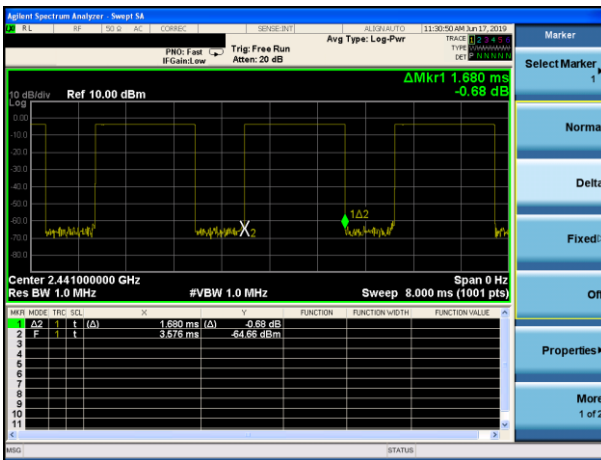 Agilent Spectrum Analyzer - Swept SA
RL RF 50 Ω AC CORREC SENSE:INT ALIGN AUTO 11:30:50 AM Jun 17, 2019
Marker
Avg Type: Log-Pwr
TRACE 1 2 3 4 5 6
PNO: Fast Trig: Free Run
TYPE WWWWWW
IFGain:Low Atten: 20 dB
DET P N N N N N
Select Marker
1
ΔMkr1 1.680 ms
-0.68 dB
10 dB/div Ref 10.00 dBm
Log
0.00
-10.0
-20.0
-30.0
-40.0
-50.0
-60.0
-70.0
-80.0
1Δ2
X2
Norma
Delta
Fixed
Off
Center 2.441000000 GHz Span 0 Hz
Res BW 1.0 MHz #VBW 1.0 MHz Sweep 8.000 ms (1001 pts)
MKR MODE TRC SCL X Y FUNCTION FUNCTION WIDTH FUNCTION VALUE
1 Δ2 1 t (Δ) 1.680 ms (Δ) -0.68 dB
2 F 1 t 3.576 ms -64.66 dBm
3
4
5
6
7
8
9
10
11
Properties
More
1 of 2
MSG STATUS